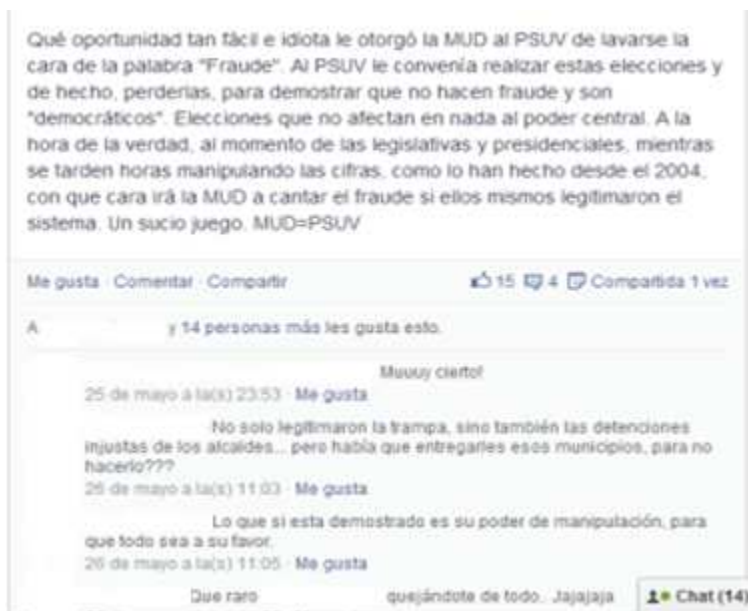 Qué oportunidad tan fácil e idiota le otorgó la MUD al PSUV de lavarse la
cara de la palabra "Fraude". Al PSUV le convenía realizar estas elecciones y
de hecho, perderlas, para demostrar que no hacen fraude y son
"democráticos". Elecciones que no afectan en nada al poder central. A la
hora de la verdad, al momento de las legislativas y presidenciales, mientras
se tarden horas manipulando las cifras, como lo han hecho desde el 2004,
con que cara irá la MUD a cantar el fraude si ellos mismos legitimaron el
sistema. Un sucio juego. MUD=PSUV
Me gusta · Comentar · Compartir 15 4 Compartida 1 vez
A y 14 personas más les gusta esto.
Muuuy cierto!
25 de mayo a la(s) 23:53 · Me gusta
No solo legitimaron la trampa, sino también las detenciones
injustas de los alcaldes... pero había que entregarles esos municipios, para no
hacerlo???
26 de mayo a la(s) 11:03 · Me gusta
Lo que si esta demostrado es su poder de manipulación, para
que todo sea a su favor.
26 de mayo a la(s) 11:05 · Me gusta
Que raro quejándote de todo.. Jajajaja
Chat (14)